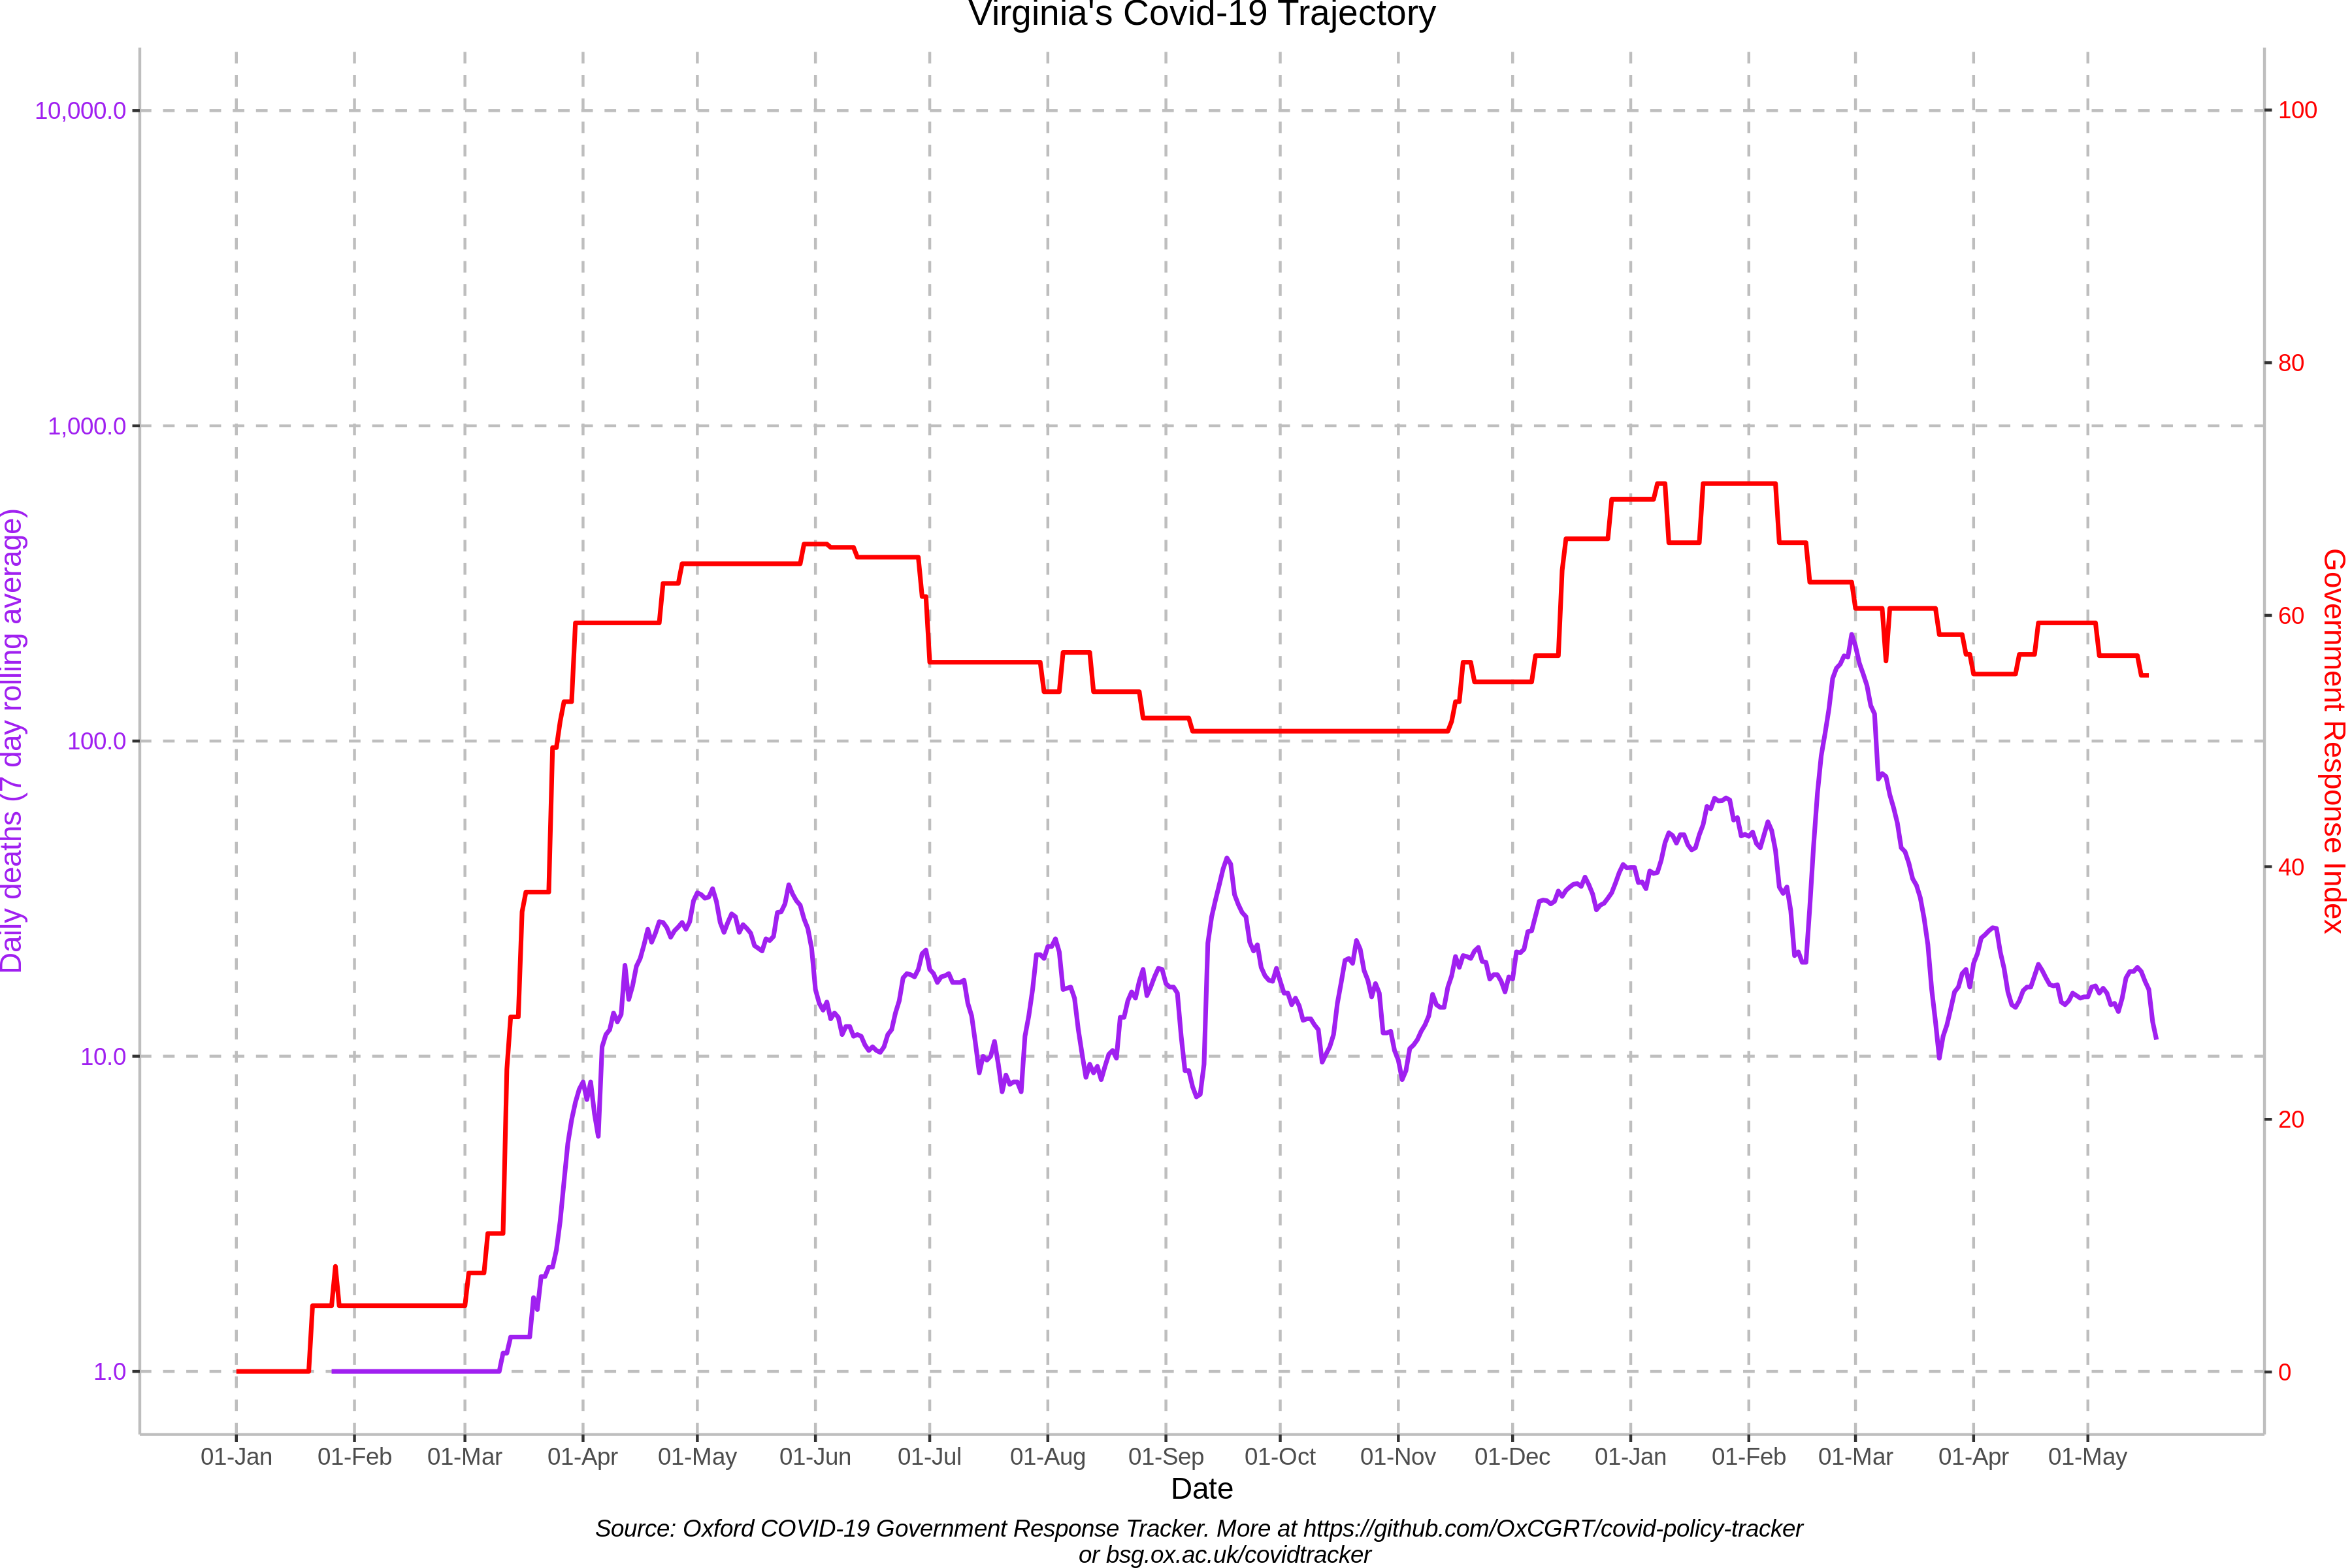 Virginia's Covid-19 Trajectory
10,000.0
1,000.0
100.0
10.0
1.0
Daily deaths (7 day rolling average)
100
80
60
40
20
0
Government Response Index
01-Jan 01-Feb 01-Mar 01-Apr 01-May 01-Jun 01-Jul 01-Aug 01-Sep 01-Oct 01-Nov 01-Dec 01-Jan 01-Feb 01-Mar 01-Apr 01-May
Date
Source: Oxford COVID-19 Government Response Tracker. More at https://github.com/OxCGRT/covid-policy-tracker
or bsg.ox.ac.uk/covidtracker